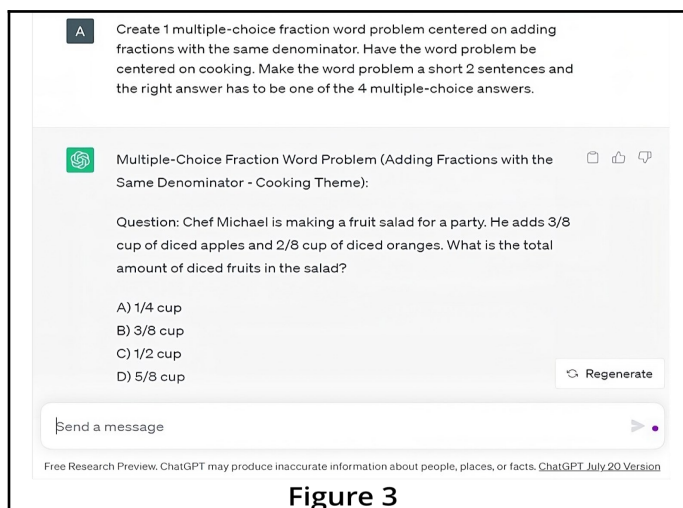 A
Create 1 multiple-choice fraction word problem centered on adding
fractions with the same denominator. Have the word problem be
centered on cooking. Make the word problem a short 2 sentences and
the right answer has to be one of the 4 multiple-choice answers.
Multiple-Choice Fraction Word Problem (Adding Fractions with the
Same Denominator - Cooking Theme):
Question: Chef Michael is making a fruit salad for a party. He adds 3/8
cup of diced apples and 2/8 cup of diced oranges. What is the total
amount of diced fruits in the salad?
A) 1/4 cup
B) 3/8 cup
C) 1/2 cup
D) 5/8 cup
Regenerate
Send a message
Free Research Preview. ChatGPT may produce inaccurate information about people, places, or facts. ChatGPT July 20 Version
Figure 3